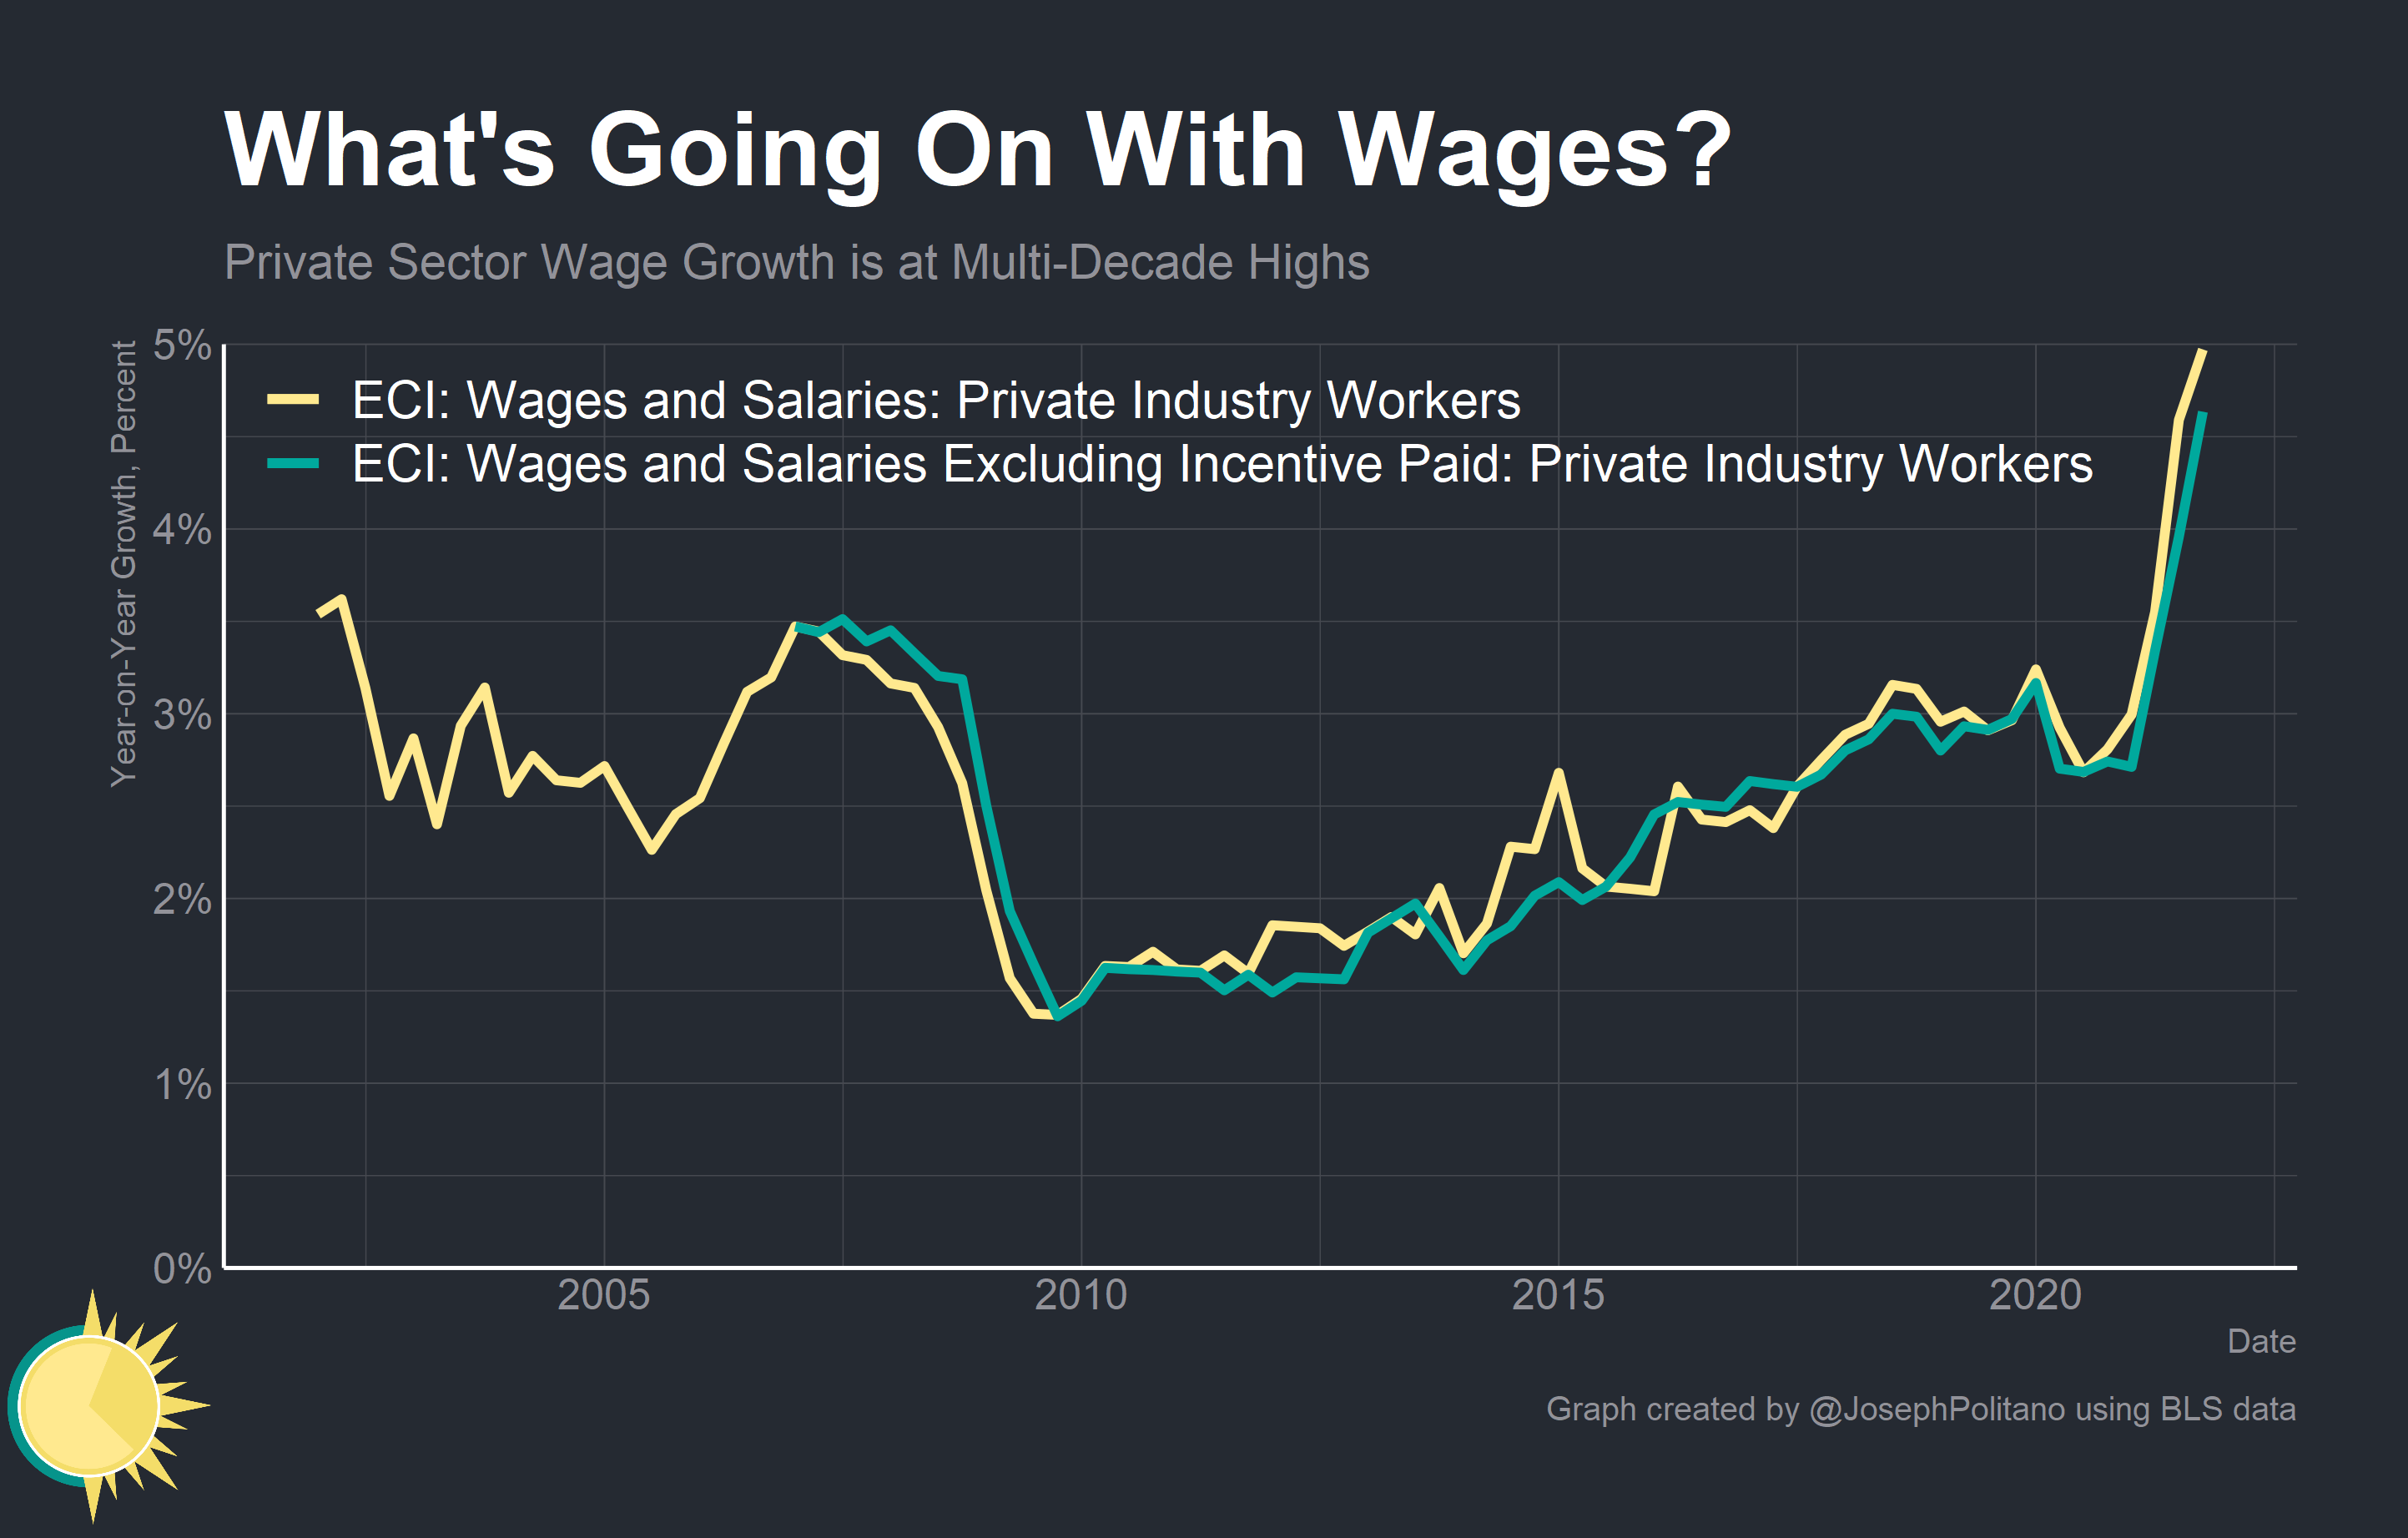 What's Going On With Wages?
Private Sector Wage Growth is at Multi-Decade Highs
Year-on-Year Growth, Percent
5%
4%
3%
2%
1%
0%
ECI: Wages and Salaries: Private Industry Workers
ECI: Wages and Salaries Excluding Incentive Paid: Private Industry Workers
2005 2010 2015 2020
Date
Graph created by @JosephPolitano using BLS data